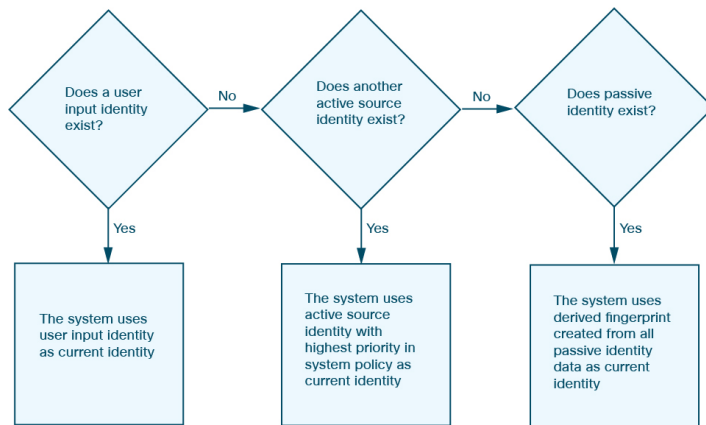 Does a user
input identity
exist?
No
Does another
active source
identity exist?
No
Does passive
identity exist?
Yes
Yes
Yes
The system uses
user input identity
as current identity
The system uses
active source
identity with
highest priority in
system policy as
current identity
The system uses
derived fingerprint
created from all
passive identity
data as current
identity